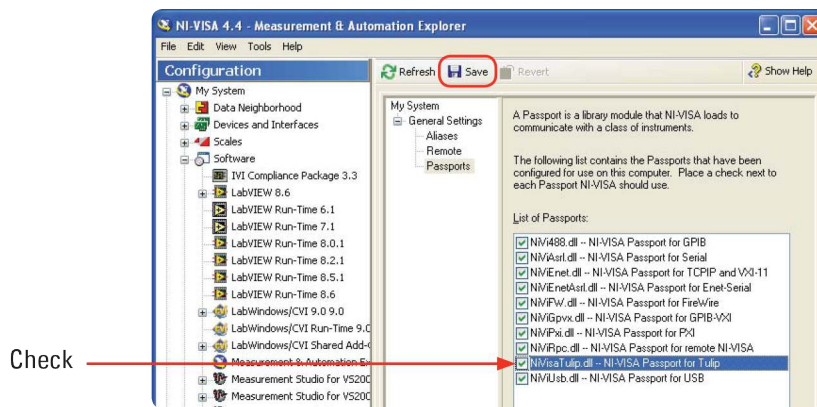 NI-VISA 4.4 - Measurement & Automation Explorer
File Edit View Tools Help
Configuration
Refresh Save Revert Show Help
My System
Data Neighborhood
Devices and Interfaces
Scales
Software
IVI Compliance Package 3.3
LabVIEW 8.6
LabVIEW Run-Time 6.1
LabVIEW Run-Time 7.1
LabVIEW Run-Time 8.0.1
LabVIEW Run-Time 8.2.1
LabVIEW Run-Time 8.5.1
LabVIEW Run-Time 8.6
LabWindows/CVI 9.0 9.0
LabWindows/CVI Run-Time 9.0
LabWindows/CVI Shared Add-
Measurement & Automation Ex
Measurement Studio for VS200
Measurement Studio for VS200
My System
General Settings
Aliases
Remote
Passports
A Passport is a library module that NI-VISA loads to
communicate with a class of instruments.
The following list contains the Passports that have been
configured for use on this computer. Place a check next to
each Passport NI-VISA should use.
List of Passports:
NiVi488.dll -- NI-VISA Passport for GPIB
NiViAsrl.dll -- NI-VISA Passport for Serial
NiViEnet.dll -- NI-VISA Passport for TCPIP and VXI-11
NiViEnetAsrl.dll -- NI-VISA Passport for Enet-Serial
NiViFW.dll -- NI-VISA Passport for FireWire
NiViGpvx.dll -- NI-VISA Passport for GPIB-VXI
NiViPxi.dll -- NI-VISA Passport for PXI
NiViRpc.dll -- NI-VISA Passport for remote NI-VISA
NiVisaTulip.dll -- NI-VISA Passport for Tulip
NiViUsb.dll -- NI-VISA Passport for USB
Check